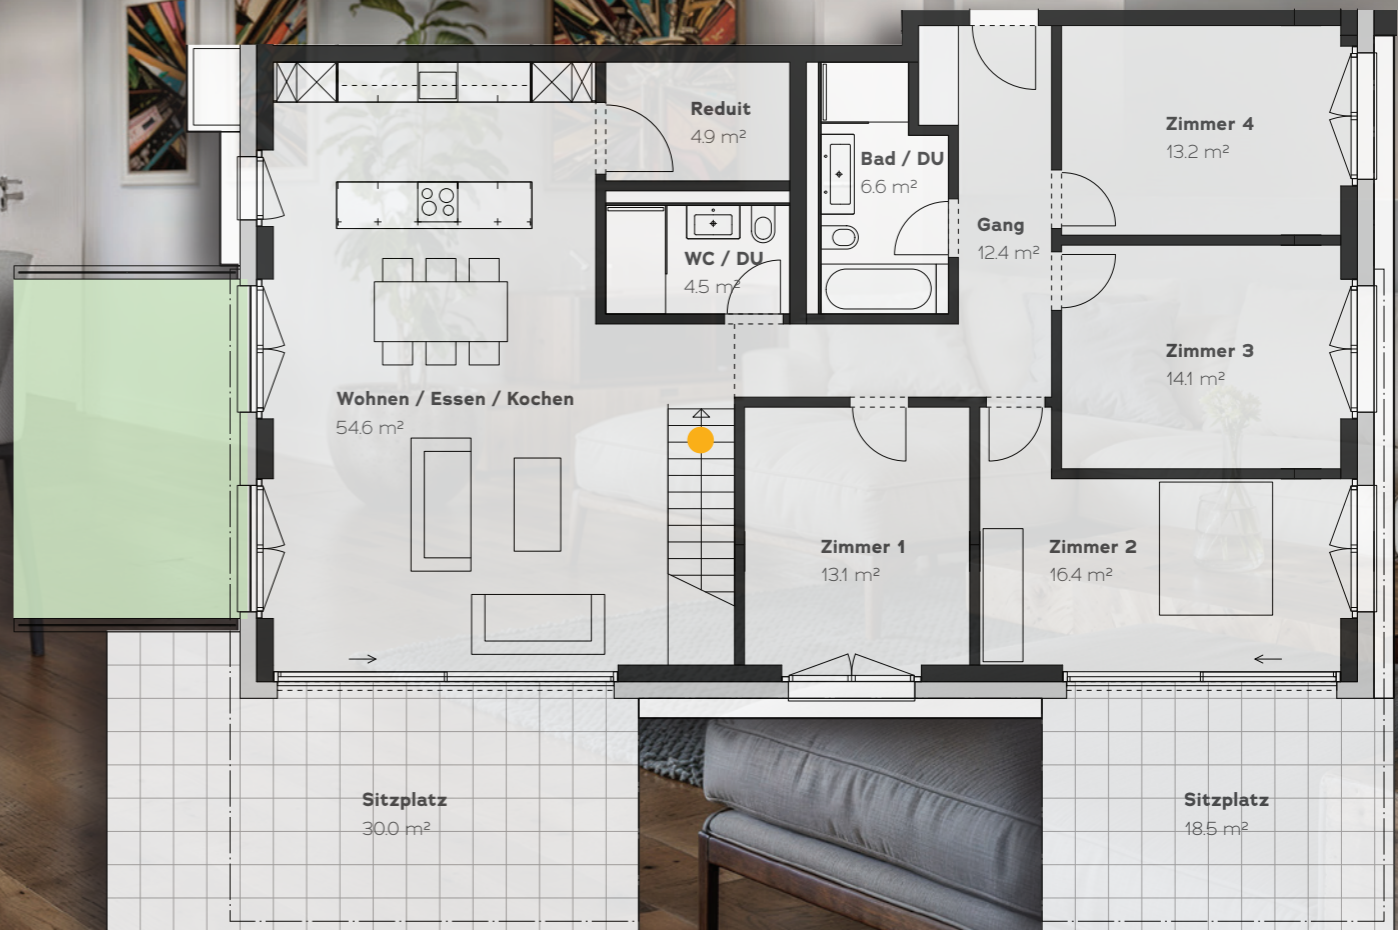 Reduit
4.9 m²
Zimmer 4
13.2 m²
Bad / DU
6.6 m²
Gang
12.4 m²
WC / DU
4.5 m²
Zimmer 3
14.1 m²
Wohnen / Essen / Kochen
54.6 m²
Zimmer 1
13.1 m²
Zimmer 2
16.4 m²
Sitzplatz
30.0 m²
Sitzplatz
18.5 m²